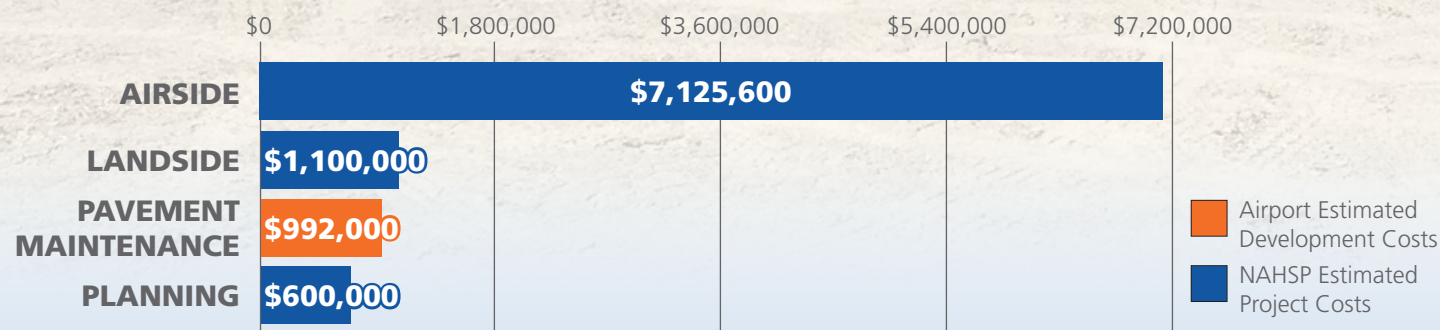 $0 $1,800,000 $3,600,000 $5,400,000 $7,200,000
AIRSIDE $7,125,600
LANDSIDE $1,100,000
PAVEMENT
MAINTENANCE $992,000
PLANNING $600,000
Airport Estimated
Development Costs
NAHSP Estimated
Project Costs